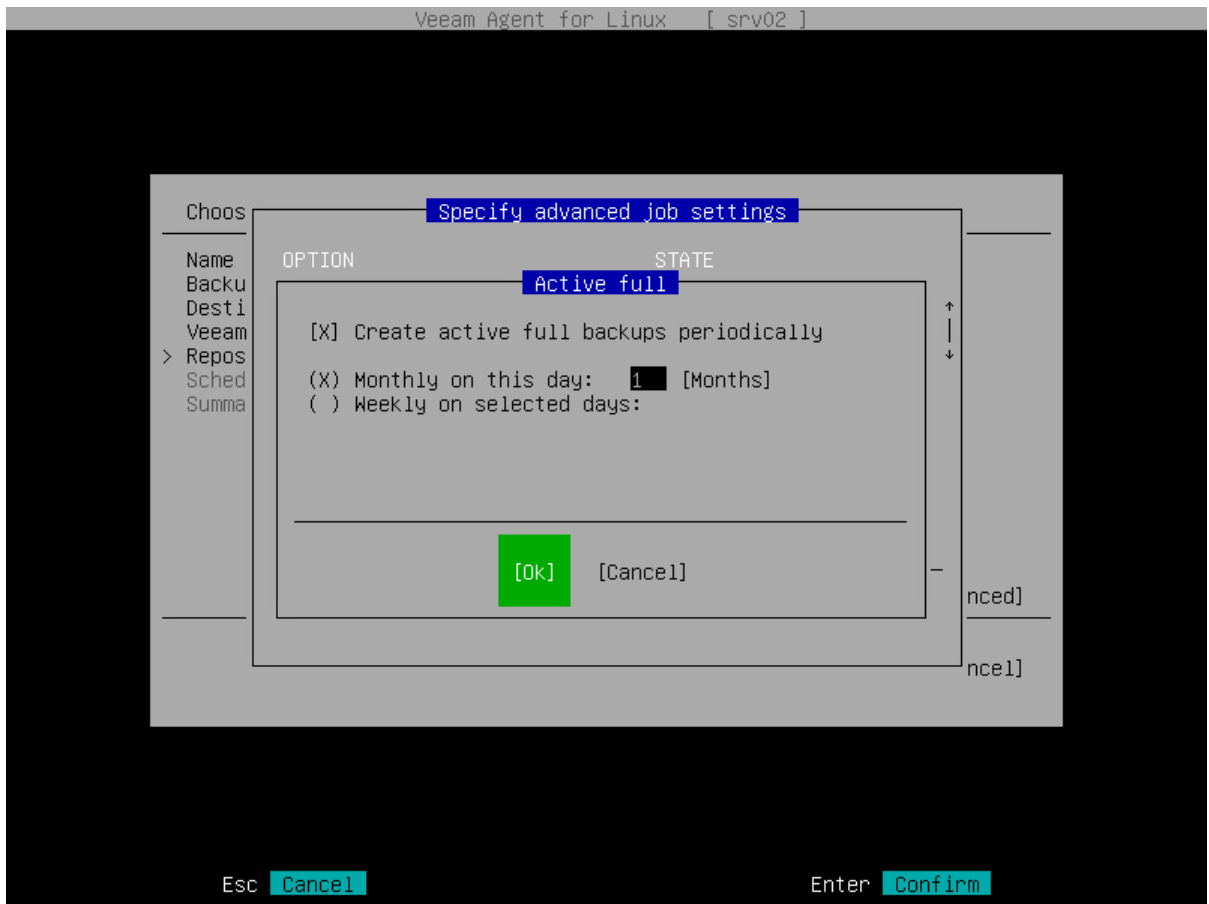 Veeam Agent for Linux [ srv02 ]
Choos
Specify advanced job settings
Name
OPTION STATE
Backu
Active full
Desti
Veeam
[X] Create active full backups periodically
> Repos
Sched
(X) Monthly on this day: 1 [Months]
Summa
( ) Weekly on selected days:
[Ok] [Cancel]
nced]
ncel]
Esc Cancel
Enter Confirm